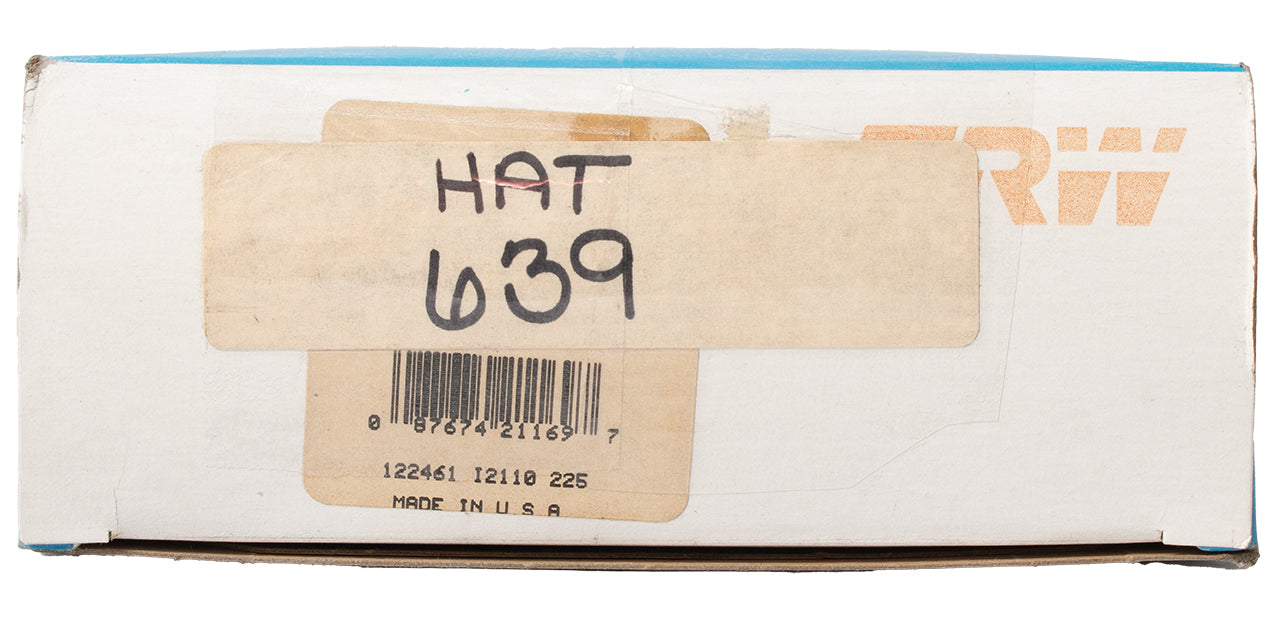 TRW
HAT
639
0 87674 21169 7
122461 I2110 225
MADE IN U S A